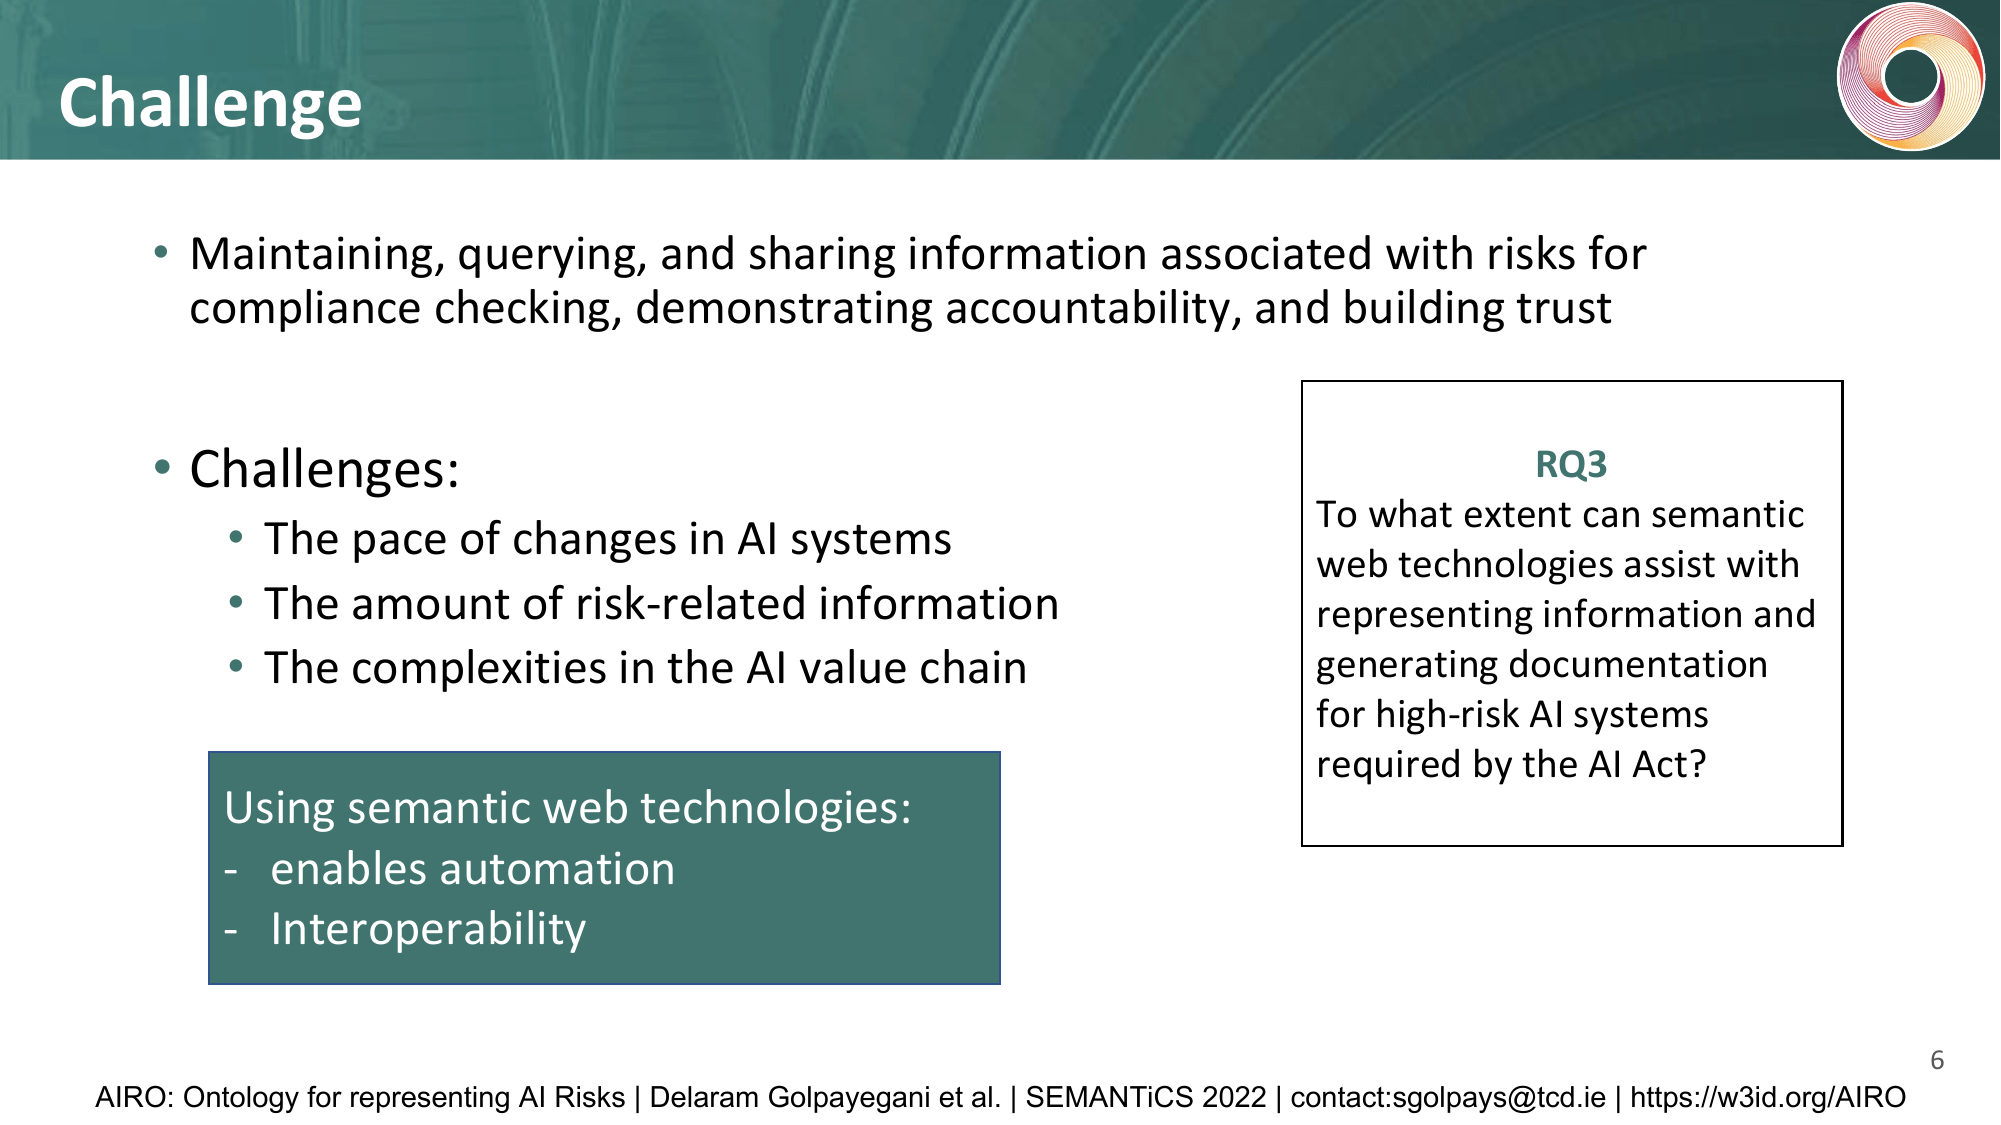 Challenge
• Maintaining, querying, and sharing information associated with risks for
compliance checking, demonstrating accountability, and building trust
• Challenges:
• The pace of changes in AI systems
• The amount of risk-related information
• The complexities in the AI value chain
Using semantic web technologies:
- enables automation
- Interoperability
RQ3
To what extent can semantic
web technologies assist with
representing information and
generating documentation
for high-risk AI systems
required by the AI Act?
6
AIRO: Ontology for representing AI Risks | Delaram Golpayegani et al. | SEMANTiCS 2022 | contact:sgolpays@tcd.ie | https://w3id.org/AIRO